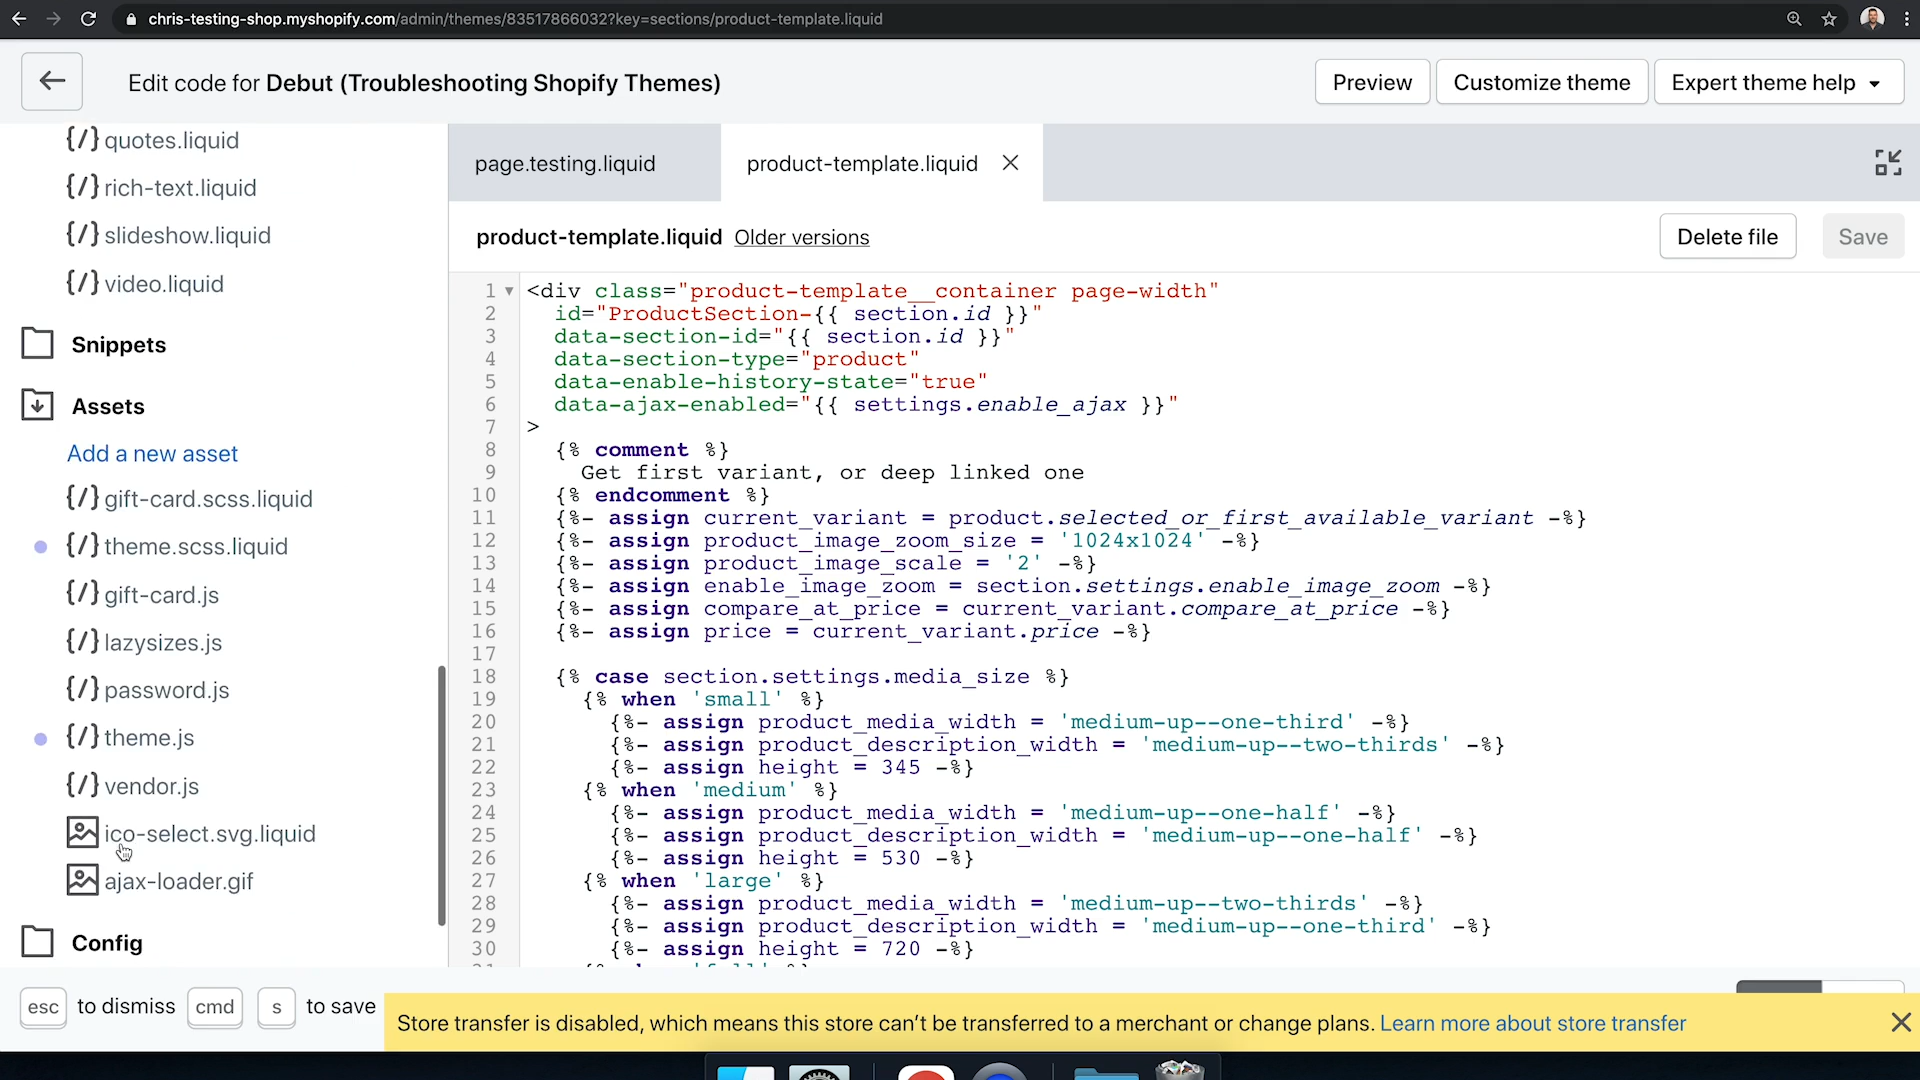 chris-testing-shop.myshopify.com/admin/themes/83517866032?key=sections/product-template.liquid
Edit code for Debut (Troubleshooting Shopify Themes)
Preview
Customize theme
Expert theme help
{/} quotes.liquid
{/} rich-text.liquid
{/} slideshow.liquid
{/} video.liquid
Snippets
Assets
Add a new asset
{/} gift-card.scss.liquid
{/} theme.scss.liquid
{/} gift-card.js
{/} lazysizes.js
{/} password.js
{/} theme.js
{/} vendor.js
ico-select.svg.liquid
ajax-loader.gif
Config
page.testing.liquid
product-template.liquid
product-template.liquid Older versions
Delete file
Save
1 <div class="product-template__container page-width"
2 id="ProductSection-{{ section.id }}"
3 data-section-id="{{ section.id }}"
4 data-section-type="product"
5 data-enable-history-state="true"
6 data-ajax-enabled="{{ settings.enable_ajax }}"
7 >
8 {% comment %}
9 Get first variant, or deep linked one
10 {% endcomment %}
11 {%- assign current_variant = product.selected_or_first_available_variant -%}
12 {%- assign product_image_zoom_size = '1024x1024' -%}
13 {%- assign product_image_scale = '2' -%}
14 {%- assign enable_image_zoom = section.settings.enable_image_zoom -%}
15 {%- assign compare_at_price = current_variant.compare_at_price -%}
16 {%- assign price = current_variant.price -%}
17
18 {% case section.settings.media_size %}
19 {% when 'small' %}
20 {%- assign product_media_width = 'medium-up--one-third' -%}
21 {%- assign product_description_width = 'medium-up--two-thirds' -%}
22 {%- assign height = 345 -%}
23 {% when 'medium' %}
24 {%- assign product_media_width = 'medium-up--one-half' -%}
25 {%- assign product_description_width = 'medium-up--one-half' -%}
26 {%- assign height = 530 -%}
27 {% when 'large' %}
28 {%- assign product_media_width = 'medium-up--two-thirds' -%}
29 {%- assign product_description_width = 'medium-up--one-third' -%}
30 {%- assign height = 720 -%}
esc to dismiss cmd s to save
Store transfer is disabled, which means this store can't be transferred to a merchant or change plans. Learn more about store transfer